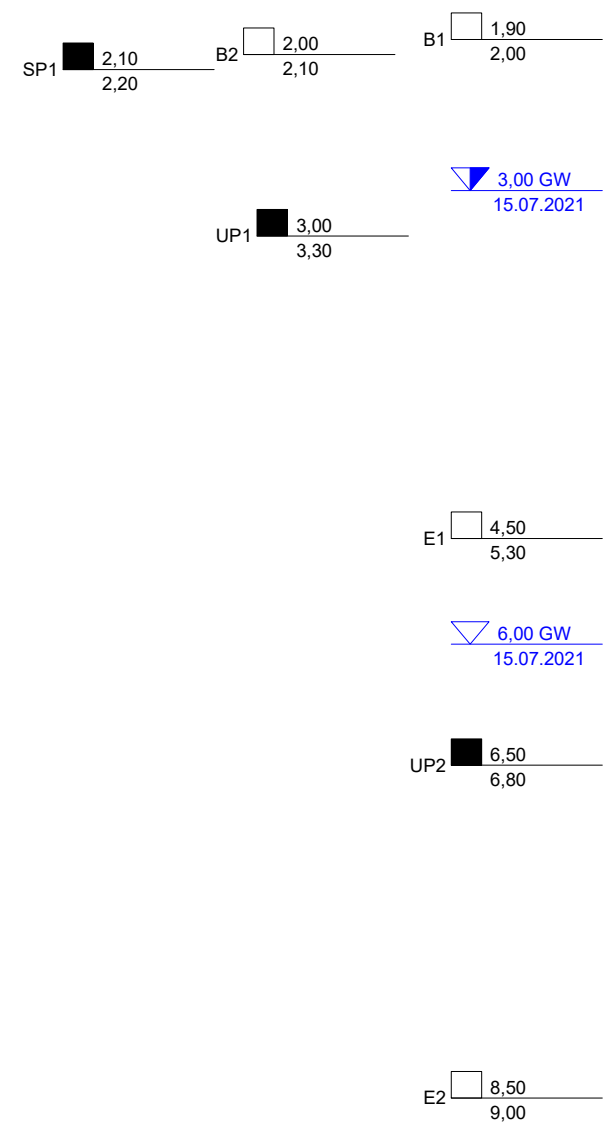 SP1 2,10
2,20
B2 2,00
2,10
B1 1,90
2,00
3,00 GW
15.07.2021
UP1 3,00
3,30
E1 4,50
5,30
6,00 GW
15.07.2021
UP2 6,50
6,80
E2 8,50
9,00